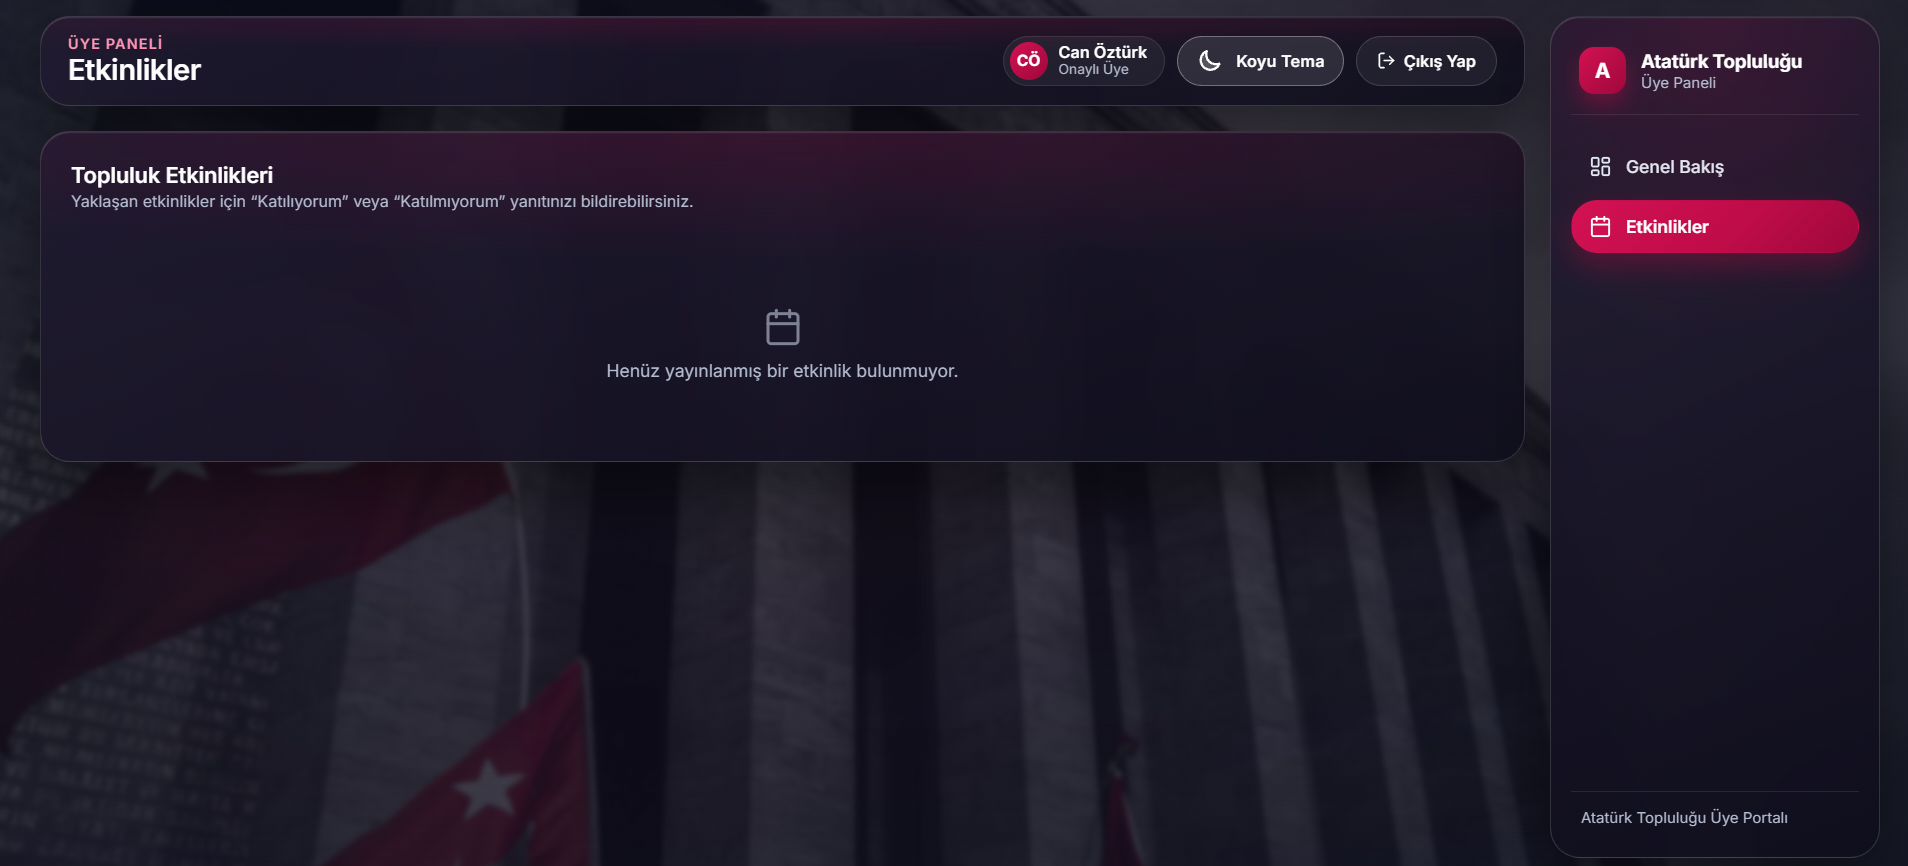 ÜYE PANELİ
Etkinlikler
CÖ
Can Öztürk
Onaylı Üye
Koyu Tema
Çıkış Yap
Topluluk Etkinlikleri
Yaklaşan etkinlikler için “Katılıyorum” veya “Katılmıyorum” yanıtınızı bildirebilirsiniz.
Henüz yayınlanmış bir etkinlik bulunmuyor.
A
Atatürk Topluluğu
Üye Paneli
Genel Bakış
Etkinlikler
Atatürk Topluluğu Üye Portalı